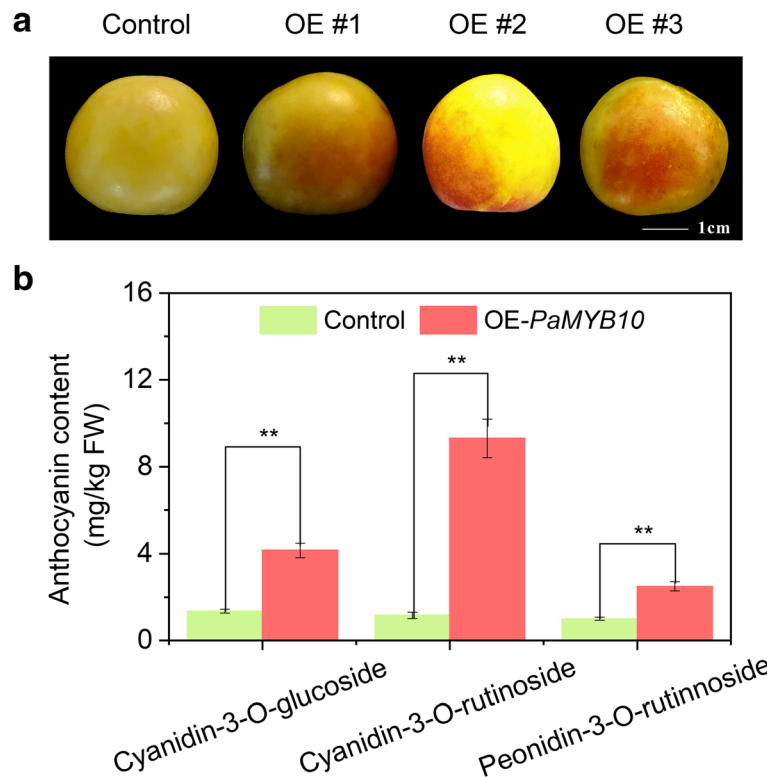 a
Control OE #1 OE #2 OE #3
1cm
b
16
12
8
4
0
Anthocyanin content
(mg/kg FW)
Control OE-PaMYB10
**
**
**
Cyanidin-3-O-glucoside
Cyanidin-3-O-rutinoside
Peonidin-3-O-rutinnoside